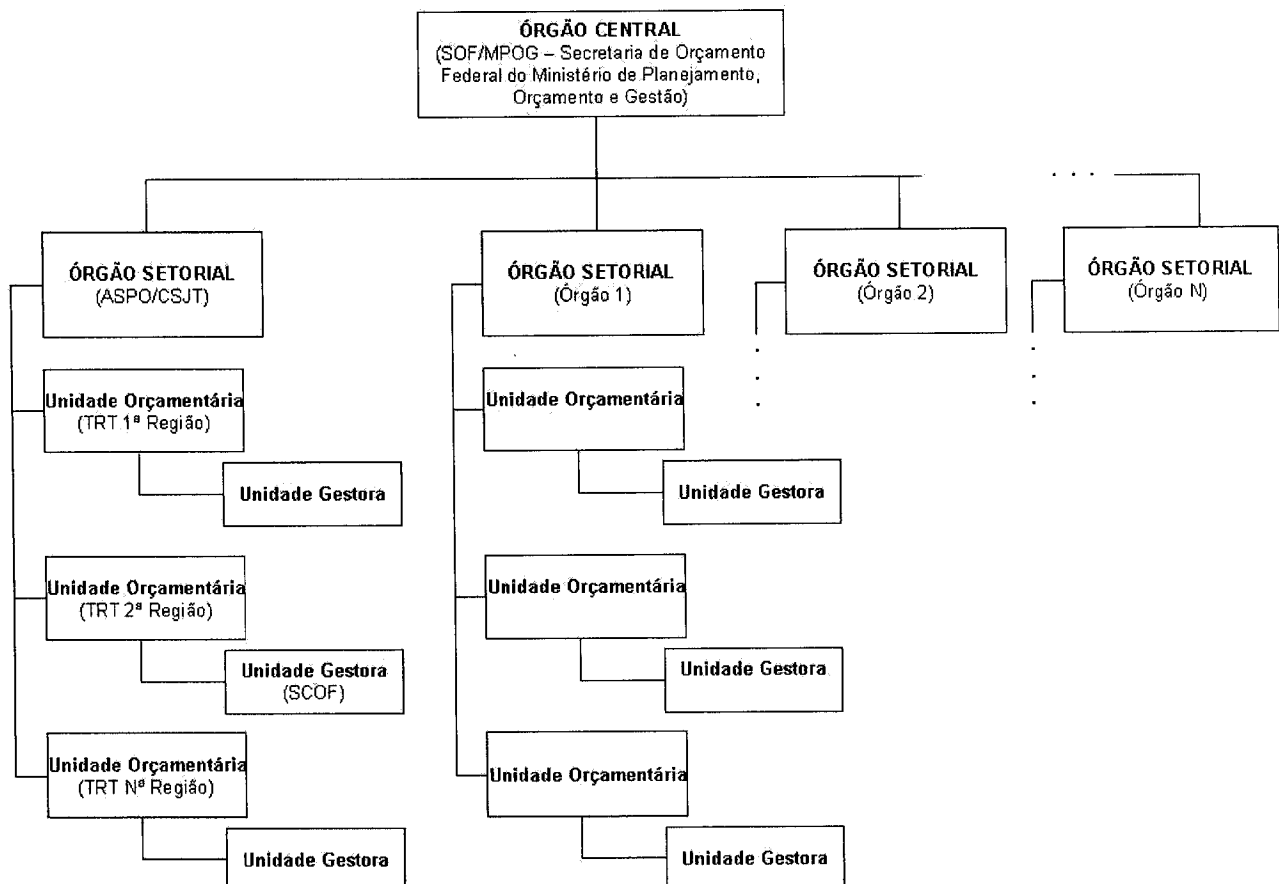 ÓRGÃO CENTRAL
(SOF/MPOG – Secretaria de Orçamento
Federal do Ministério de Planejamento,
Orçamento e Gestão)
. . .
ÓRGÃO SETORIAL
(ASPO/CSJT)
ÓRGÃO SETORIAL
(Órgão 1)
ÓRGÃO SETORIAL
(Órgão 2)
ÓRGÃO SETORIAL
(Órgão N)
Unidade Orçamentária
(TRT 1ª Região)
Unidade Gestora
Unidade Orçamentária
(TRT 2ª Região)
Unidade Gestora
(SCOF)
Unidade Orçamentária
(TRT Nª Região)
Unidade Gestora
Unidade Orçamentária
Unidade Gestora
Unidade Orçamentária
Unidade Gestora
Unidade Orçamentária
Unidade Gestora